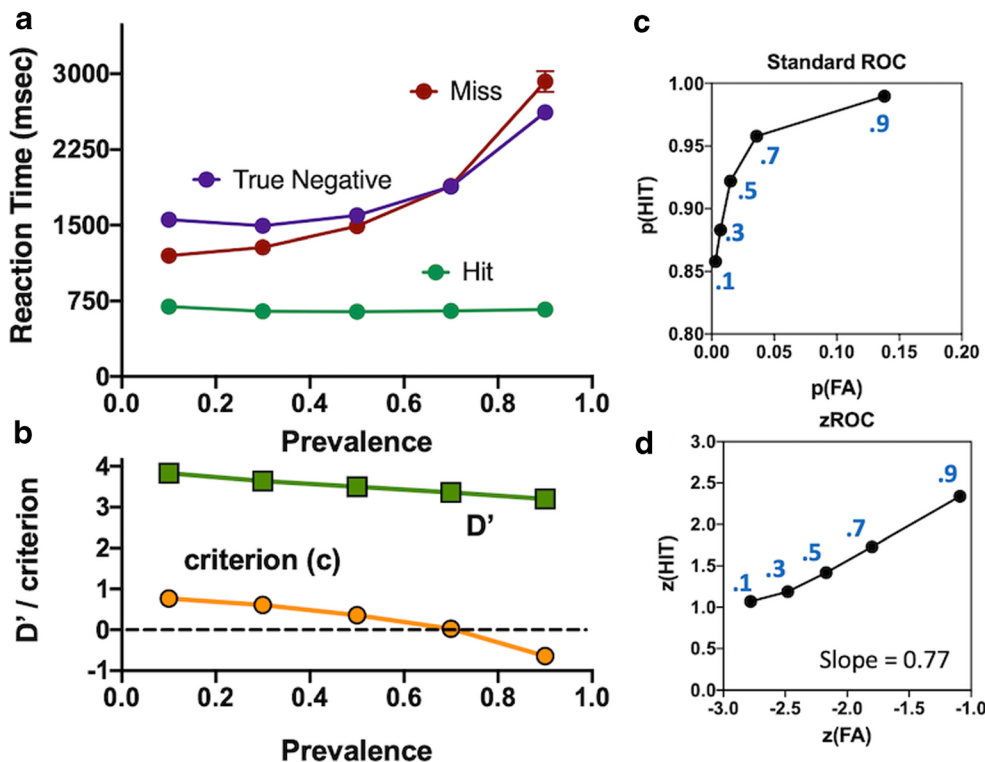 a
Reaction Time (msec)
3000
2250
1500
750
0
Miss
True Negative
Hit
0.0 0.2 0.4 0.6 0.8 1.0
Prevalence
b
D' / criterion
4
3
2
1
0
-1
D'
criterion (c)
0.0 0.2 0.4 0.6 0.8 1.0
Prevalence
c
Standard ROC
p(HIT)
1.00
0.95
0.90
0.85
0.80
.9
.7
.5
.3
.1
0.00 0.05 0.10 0.15 0.20
p(FA)
d
zROC
z(HIT)
3.0
2.5
2.0
1.5
1.0
0.5
0.0
.9
.7
.5
.3
.1
Slope = 0.77
-3.0 -2.5 -2.0 -1.5 -1.0
z(FA)